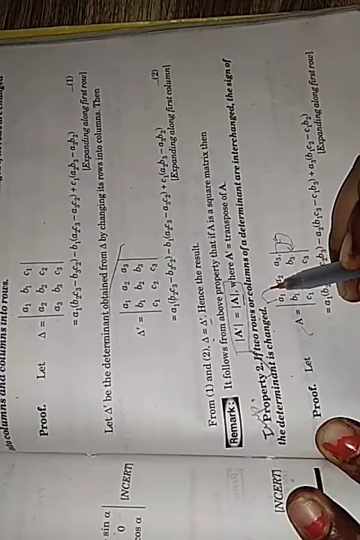 columns and columns into rows.
Proof. Let Δ = | a₁ b₁ c₁ |
| a₂ b₂ c₂ |
| a₃ b₃ c₃ |
= a₁(b₂c₃ – b₃c₂) – b₁(a₂c₃ – a₃c₂) + c₁(a₂b₃ – a₃b₂) ...(1)
[Expanding along first row]
Let Δ' be the determinant obtained from Δ by changing its rows into columns. Then
Δ' = | a₁ a₂ a₃ |
| b₁ b₂ b₃ |
| c₁ c₂ c₃ |
= a₁(b₂c₃ – b₃c₂) – b₁(a₂c₃ – a₃c₂) + c₁(a₂b₃ – a₃b₂) ...(2)
[Expanding along first column]
From (1) and (2), Δ = Δ'. Hence the result.
Remark: It follows from above property that if A is a square matrix then
|A'| = |A|, where A' = transpose of A.
Property 2. If two rows or columns of a determinant are interchanged, the sign of
the determinant is changed.
Proof. Let
[Expanding along first row]
sin α
0
cos α
[NCERT]
[NCERT]